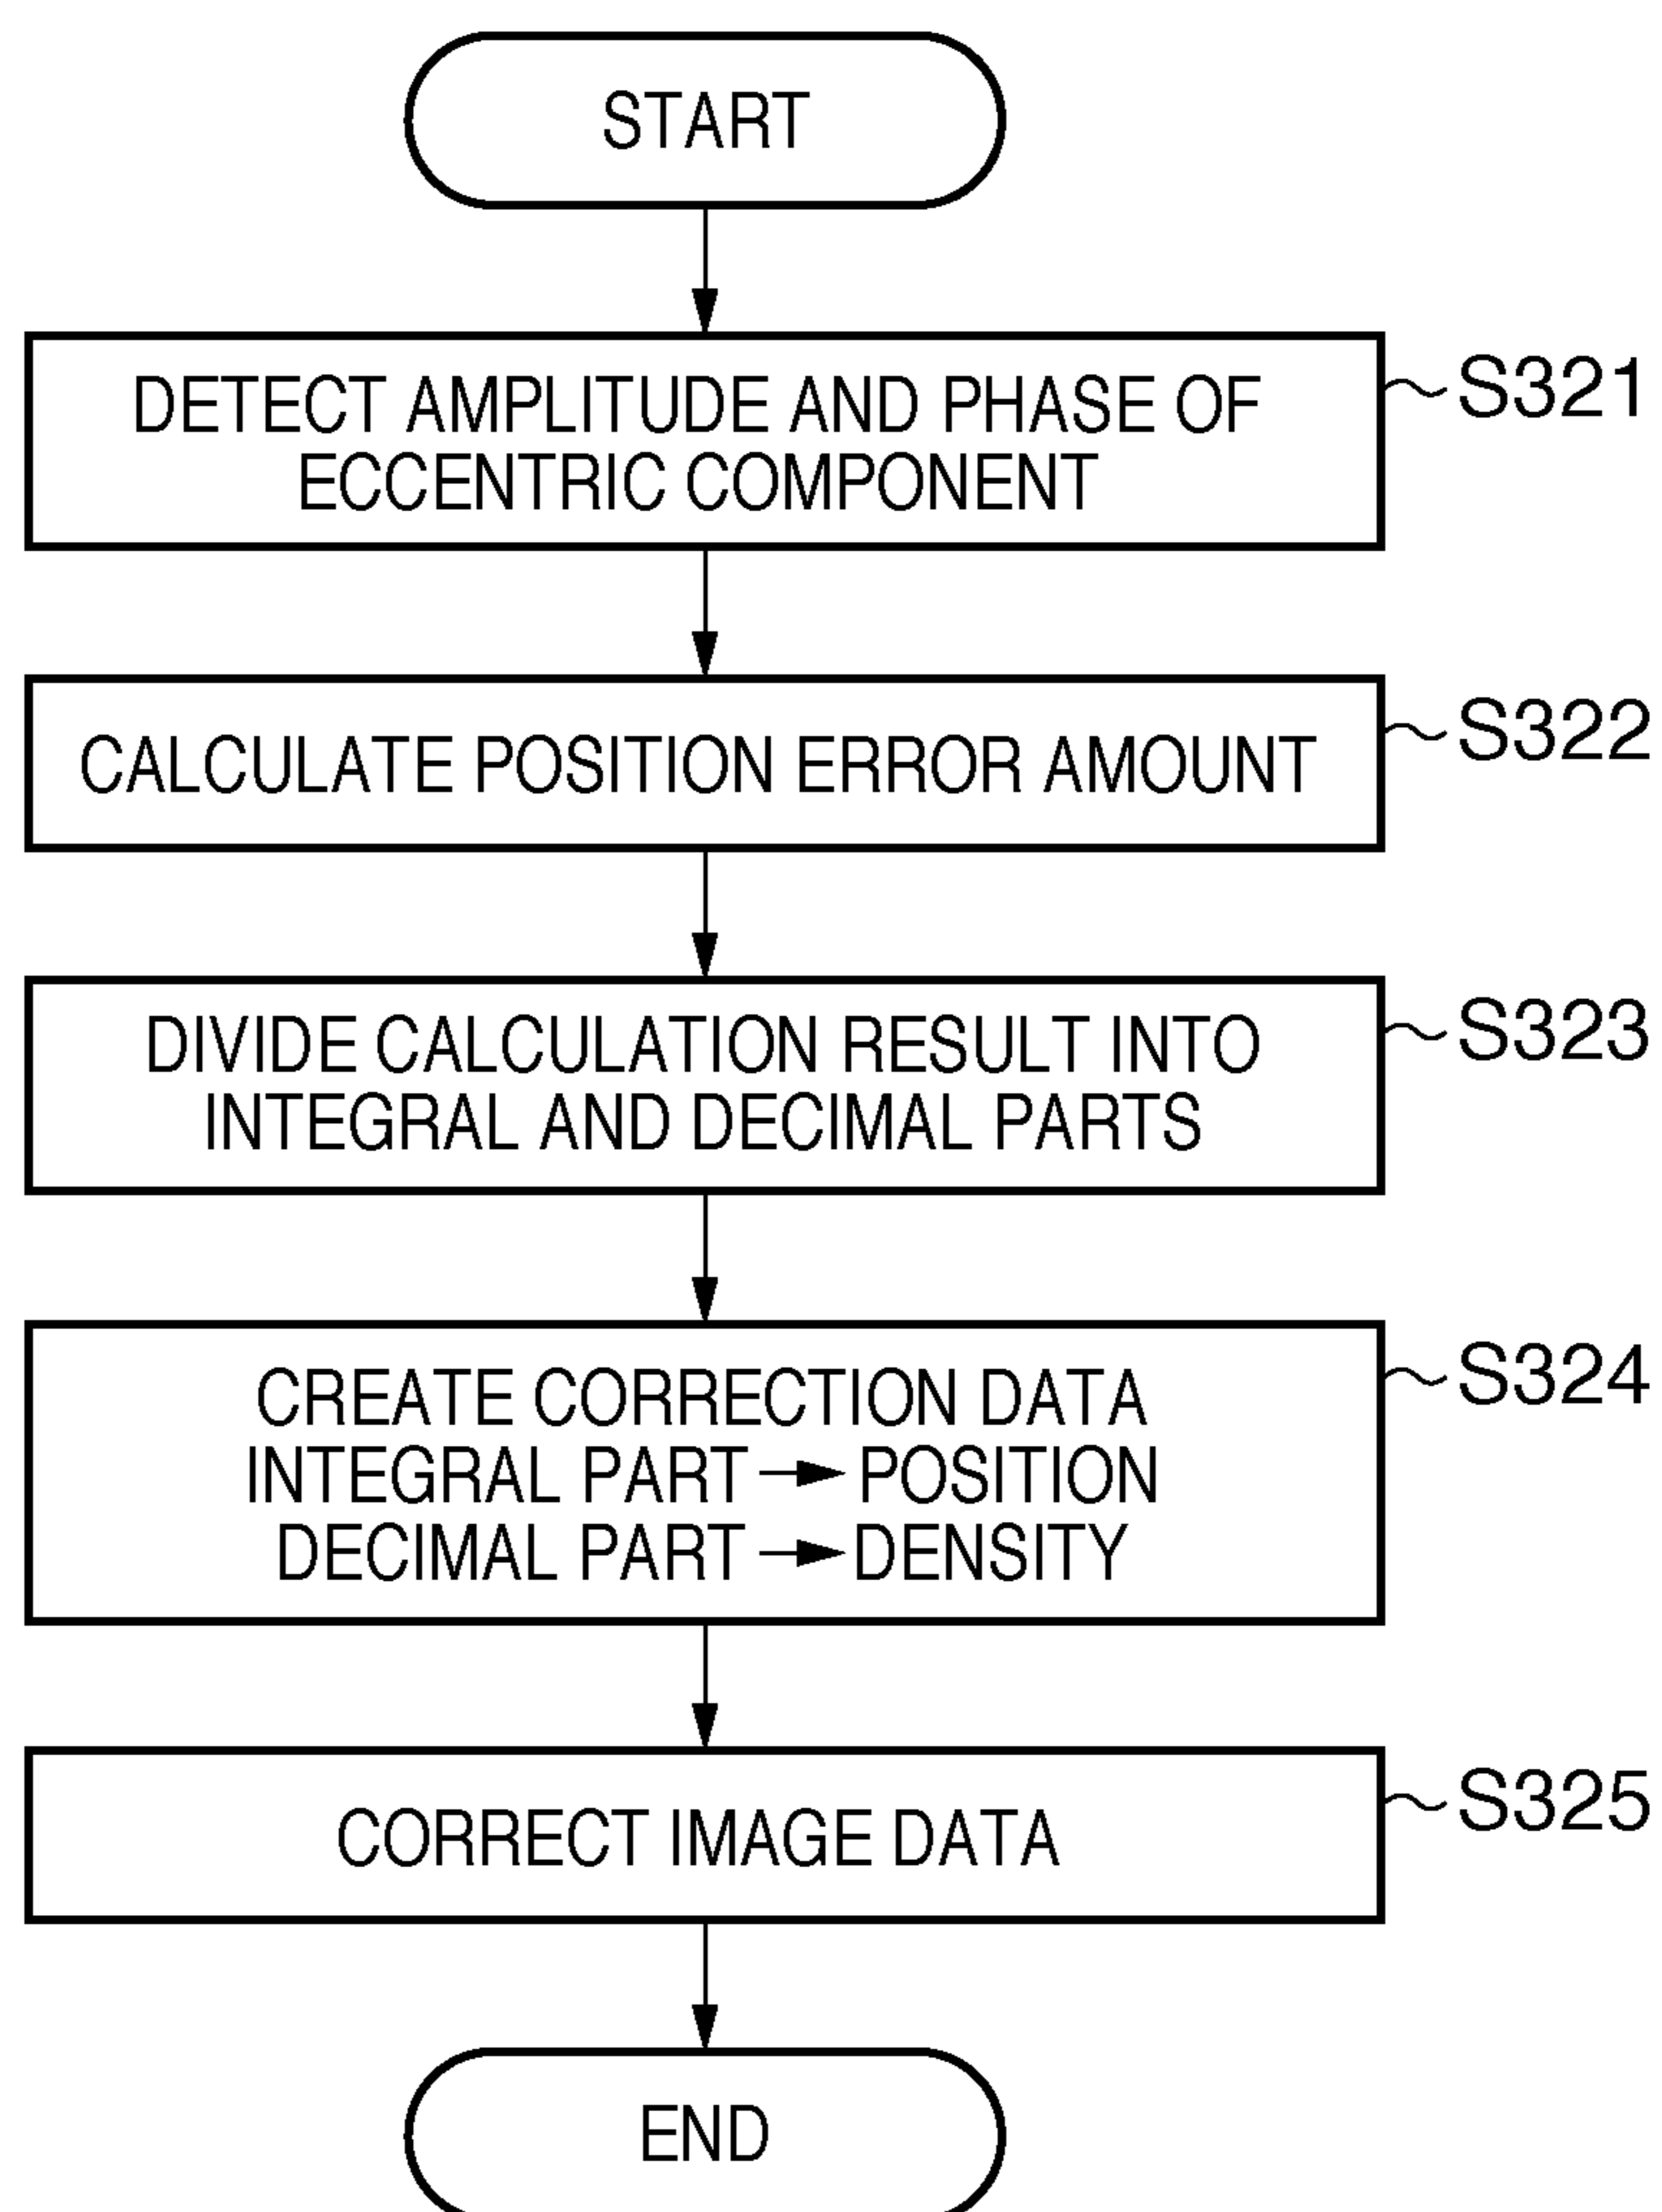 START
DETECT AMPLITUDE AND PHASE OF
ECCENTRIC COMPONENT
S321
CALCULATE POSITION ERROR AMOUNT
S322
DIVIDE CALCULATION RESULT INTO
INTEGRAL AND DECIMAL PARTS
S323
CREATE CORRECTION DATA
INTEGRAL PART → POSITION
DECIMAL PART → DENSITY
S324
CORRECT IMAGE DATA
S325
END